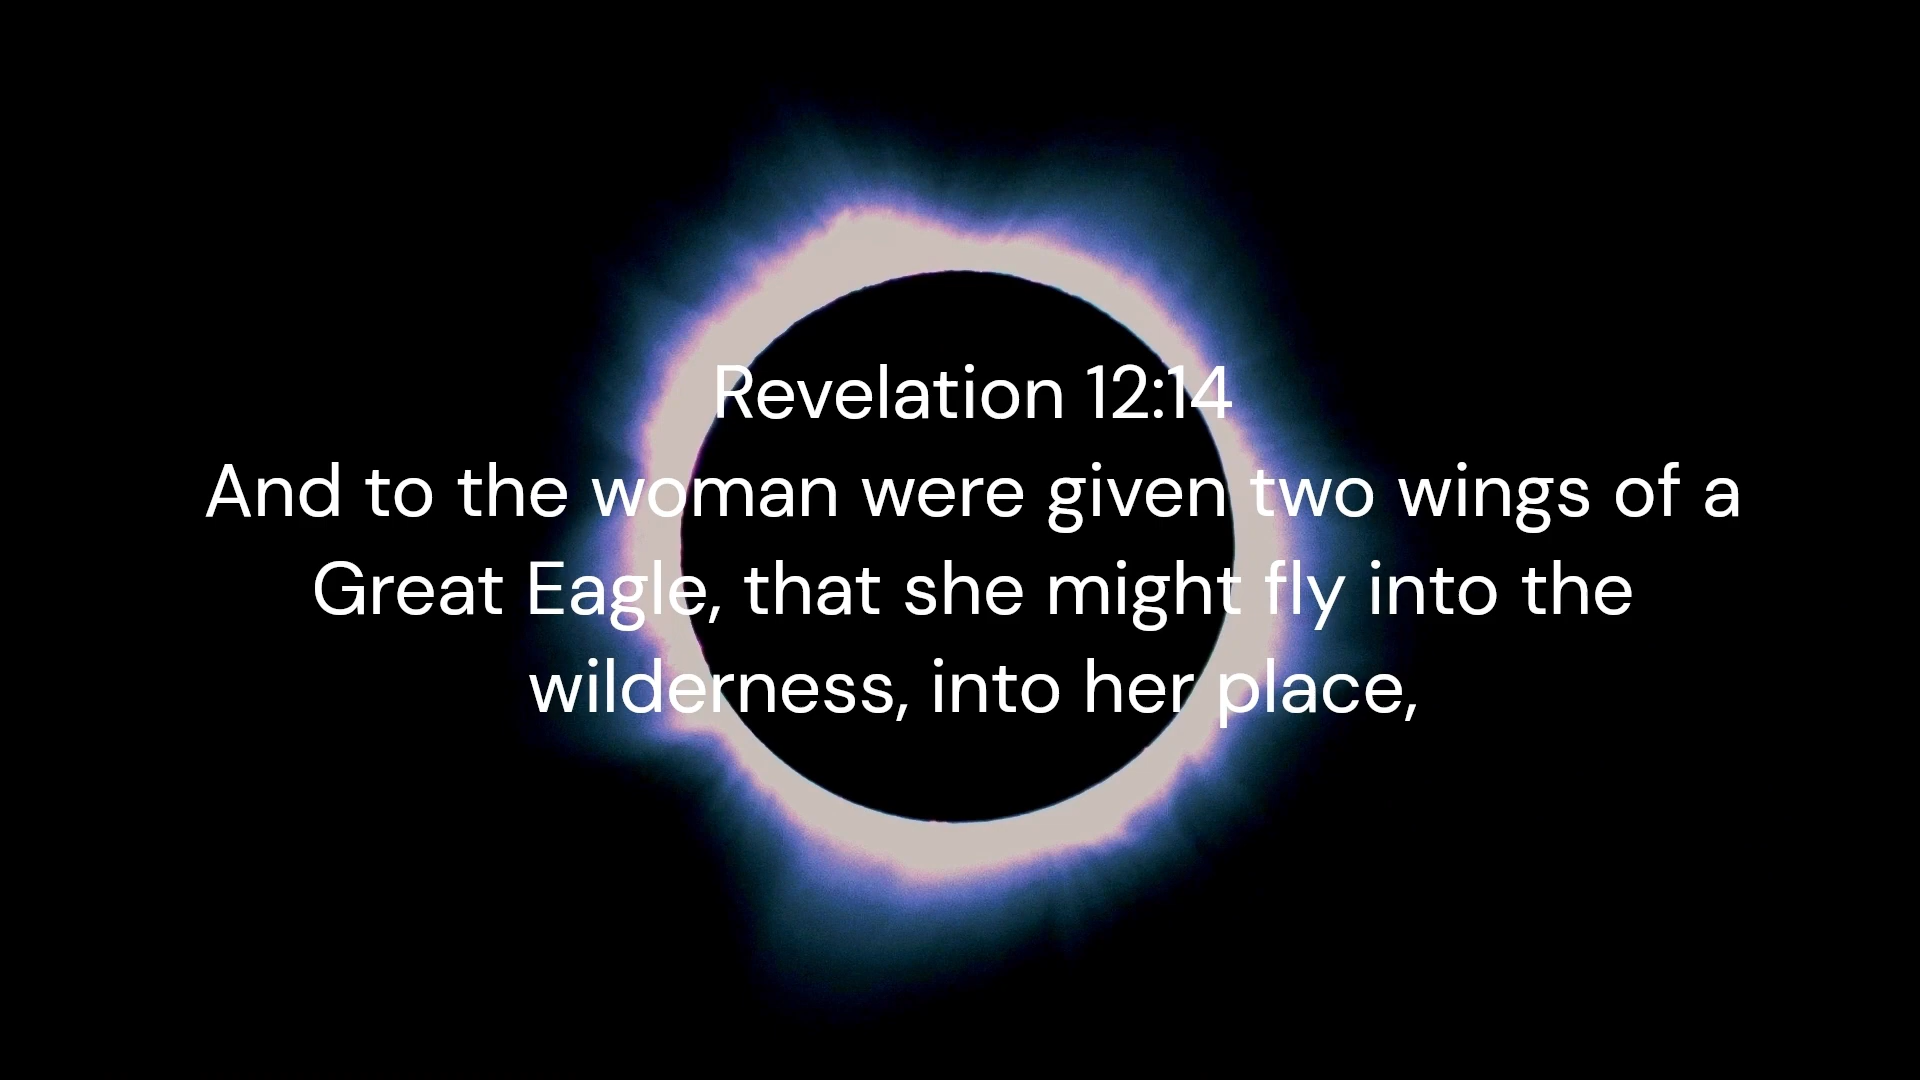 Revelation 12:14
And to the woman were given two wings of a
Great Eagle, that she might fly into the
wilderness, into her place,